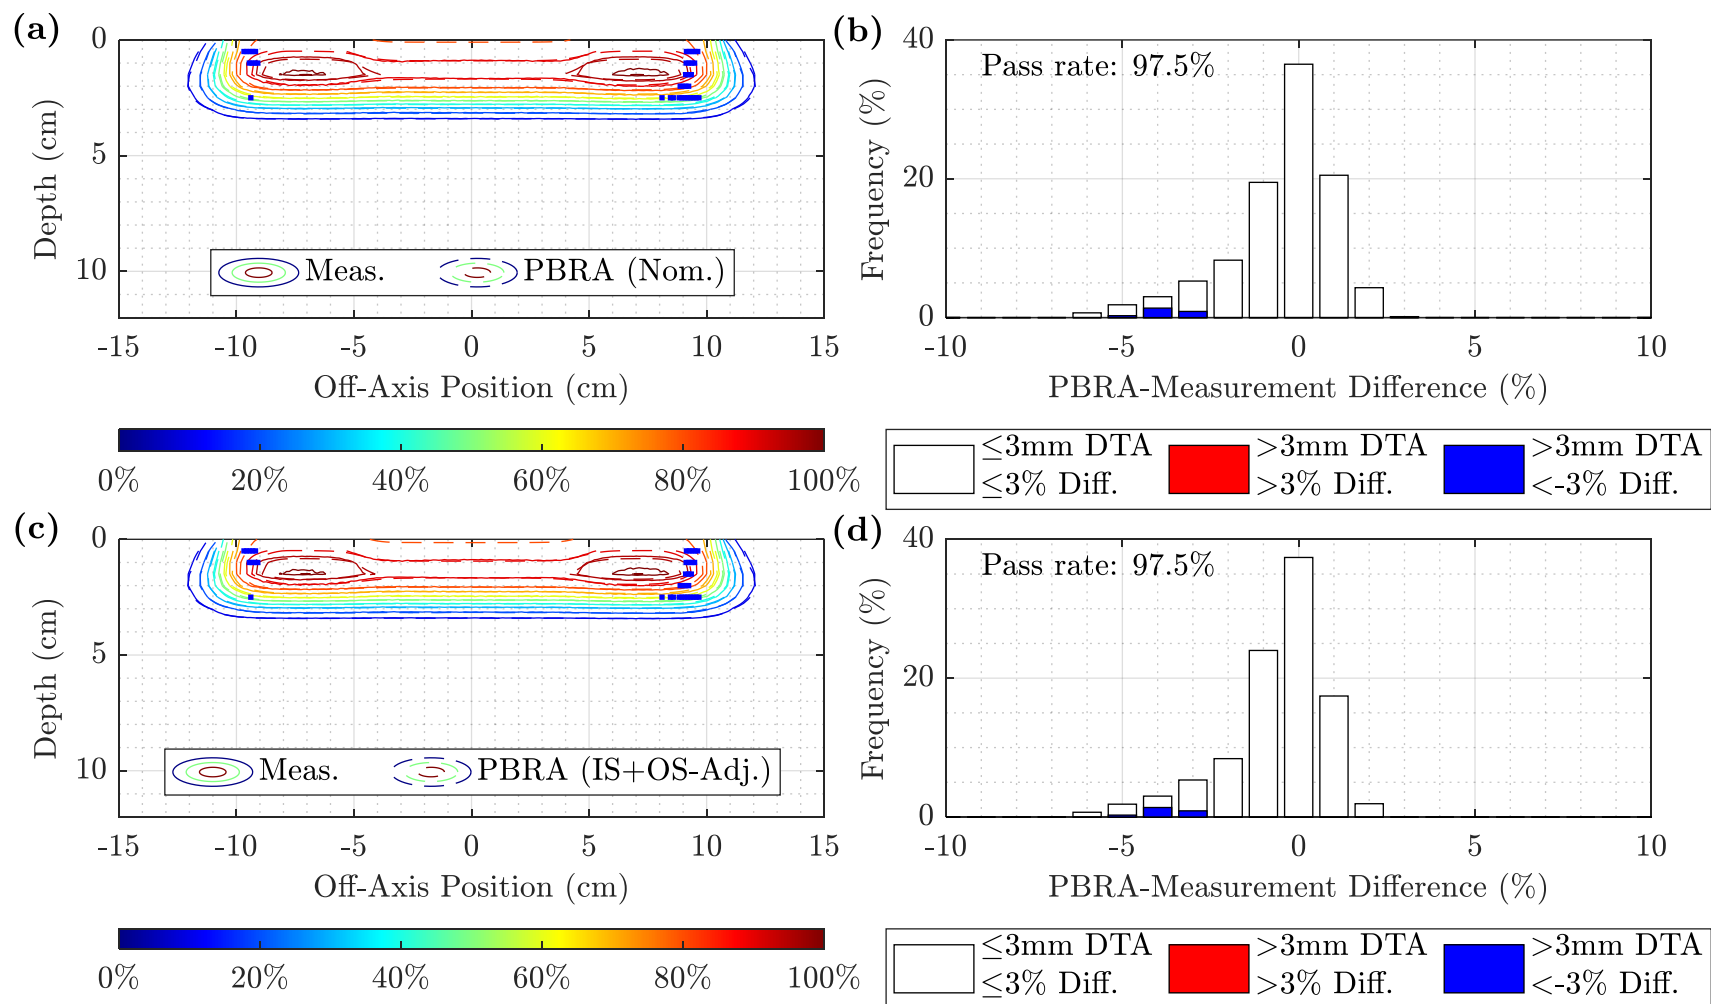 (a)
0
5
10
Depth (cm)
Meas.
PBRA (Nom.)
-15 -10 -5 0 5 10 15
Off-Axis Position (cm)
0% 20% 40% 60% 80% 100%
(b)
40
20
0
Frequency (%)
Pass rate: 97.5%
-10 -5 0 5 10
PBRA-Measurement Difference (%)
≤3mm DTA >3mm DTA >3mm DTA
≤3% Diff. >3% Diff. <-3% Diff.
(c)
0
5
10
Depth (cm)
Meas.
PBRA (IS+OS-Adj.)
-15 -10 -5 0 5 10 15
Off-Axis Position (cm)
0% 20% 40% 60% 80% 100%
(d)
40
20
0
Frequency (%)
Pass rate: 97.5%
-10 -5 0 5 10
PBRA-Measurement Difference (%)
≤3mm DTA >3mm DTA >3mm DTA
≤3% Diff. >3% Diff. <-3% Diff.